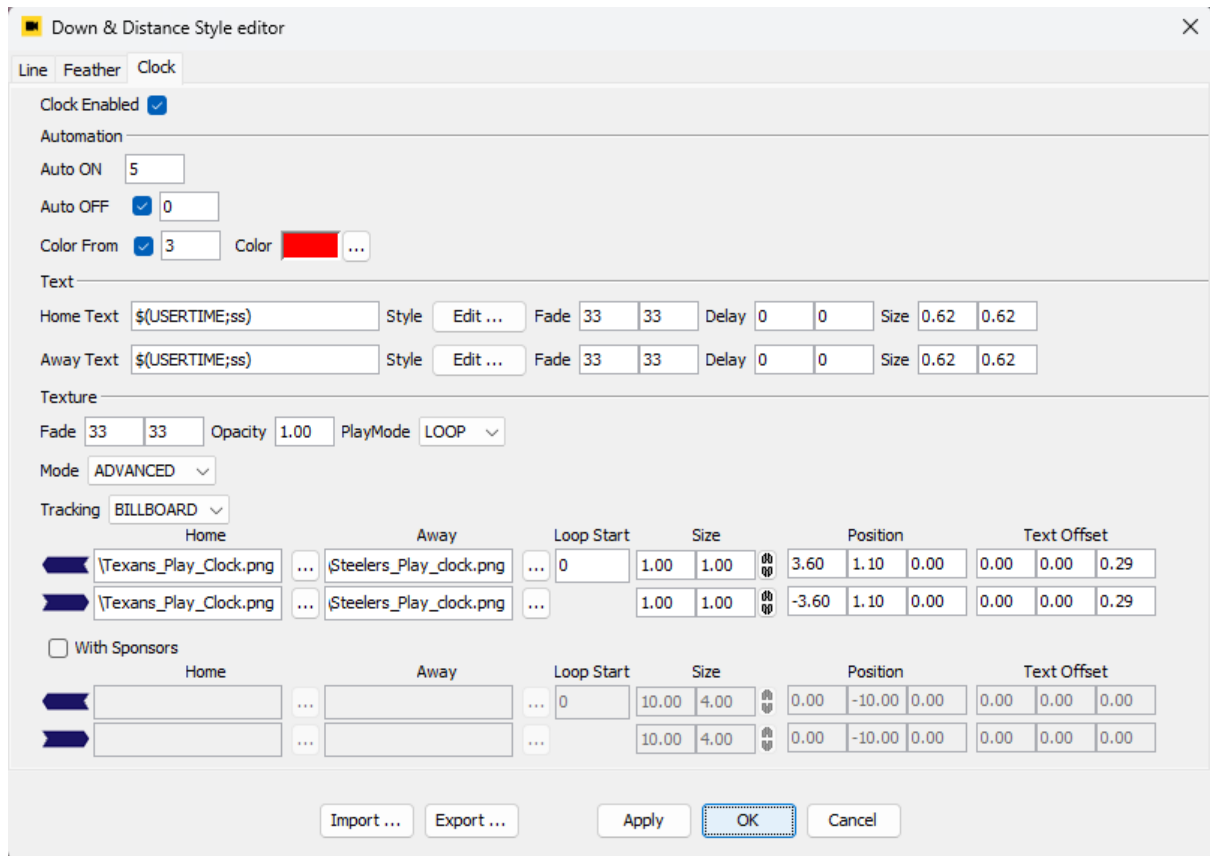 Down & Distance Style editor
Line Feather Clock
Clock Enabled
Automation
Auto ON 5
Auto OFF 0
Color From 3 Color ...
Text
Home Text $(USERTIME;ss) Style Edit ... Fade 33 33 Delay 0 0 Size 0.62 0.62
Away Text $(USERTIME;ss) Style Edit ... Fade 33 33 Delay 0 0 Size 0.62 0.62
Texture
Fade 33 33 Opacity 1.00 PlayMode LOOP
Mode ADVANCED
Tracking BILLBOARD
Home Away Loop Start Size Position Text Offset
\Texans_Play_Clock.png ... \Steelers_Play_clock.png ... 0 1.00 1.00 3.60 1.10 0.00 0.00 0.00 0.29
\Texans_Play_Clock.png ... \Steelers_Play_clock.png ... 1.00 1.00 -3.60 1.10 0.00 0.00 0.00 0.29
With Sponsors
Home Away Loop Start Size Position Text Offset
... ... 0 10.00 4.00 0.00 -10.00 0.00 0.00 0.00 0.00
... ... 10.00 4.00 0.00 -10.00 0.00 0.00 0.00 0.00
Import ... Export ... Apply OK Cancel